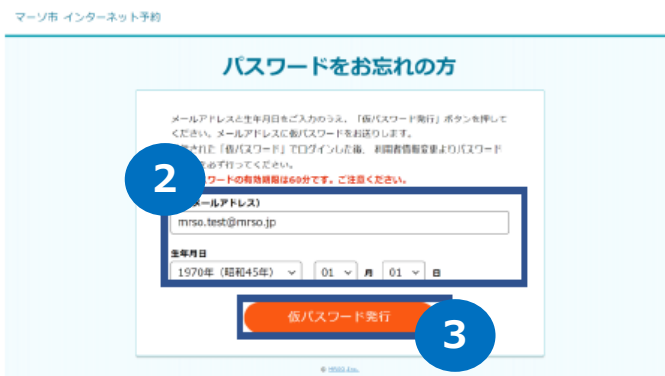 マーソ市 インターネット予約
パスワードをお忘れの方
メールアドレスと生年月日をご入力のうえ、「仮パスワード発行」ボタンを押して
ください。メールアドレスに仮パスワードをお送りします。
された「仮パスワード」でログインした後、利用者情報変更よりパスワード
必ず行ってください。
2
ワードの有効期限は60分です。ご注意ください。
メールアドレス)
mrso.test@mrso.jp
生年月日
1970年（昭和45年） 01 月 01 日
仮パスワード発行
3
© MRSO Inc.